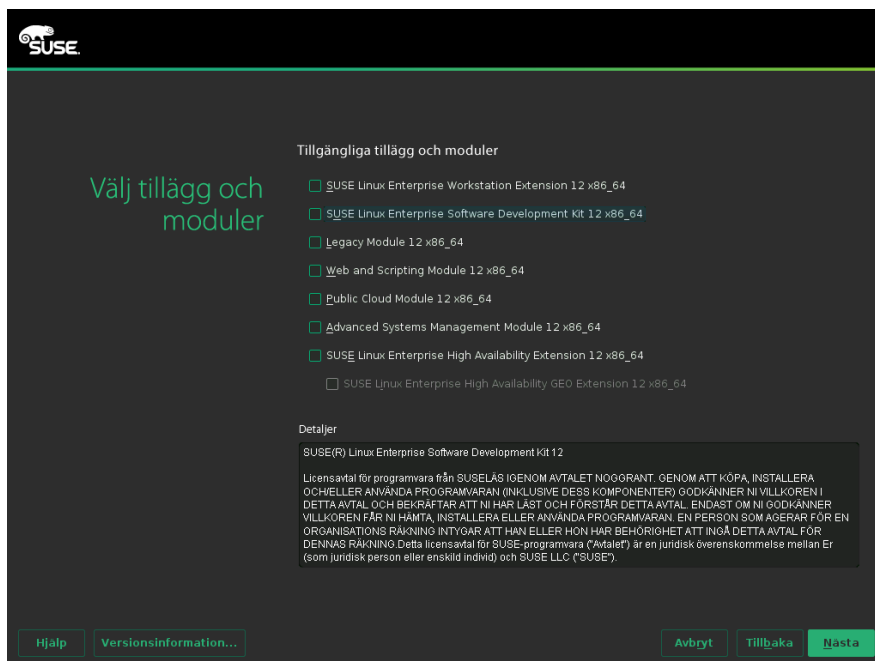 SUSE.
Välj tillägg och
moduler
Tillgängliga tillägg och moduler
SUSE Linux Enterprise Workstation Extension 12 x86_64
SUSE Linux Enterprise Software Development Kit 12 x86_64
Legacy Module 12 x86_64
Web and Scripting Module 12 x86_64
Public Cloud Module 12 x86_64
Advanced Systems Management Module 12 x86_64
SUSE Linux Enterprise High Availability Extension 12 x86_64
SUSE Linux Enterprise High Availability GEO Extension 12 x86_64
Detaljer
SUSE(R) Linux Enterprise Software Development Kit 12
Licensavtal för programvara från SUSELÄS IGENOM AVTALET NOGGRANT. GENOM ATT KÖPA, INSTALLERA
OCH/ELLER ANVÄNDA PROGRAMVARAN (INKLUSIVE DESS KOMPONENTER) GODKÄNNER NI VILLKOREN I
DETTA AVTAL OCH BEKRÄFTAR ATT NI HAR LÄST OCH FÖRSTÅR DETTA AVTAL. ENDAST OM NI GODKÄNNER
VILLKOREN FÅR NI HÄMTA, INSTALLERA ELLER ANVÄNDA PROGRAMVARAN. EN PERSON SOM AGERAR FÖR EN
ORGANISATIONS RÄKNING INTYGAR ATT HAN ELLER HON HAR BEHÖRIGHET ATT INGÅ DETTA AVTAL FÖR
DENNAS RÄKNING.Detta licensavtal för SUSE-programvara ("Avtalet") är en juridisk överenskommelse mellan Er
(som juridisk person eller enskild individ) och SUSE LLC ("SUSE").
Hjälp
Versionsinformation...
Avbryt
Tillbaka
Nästa